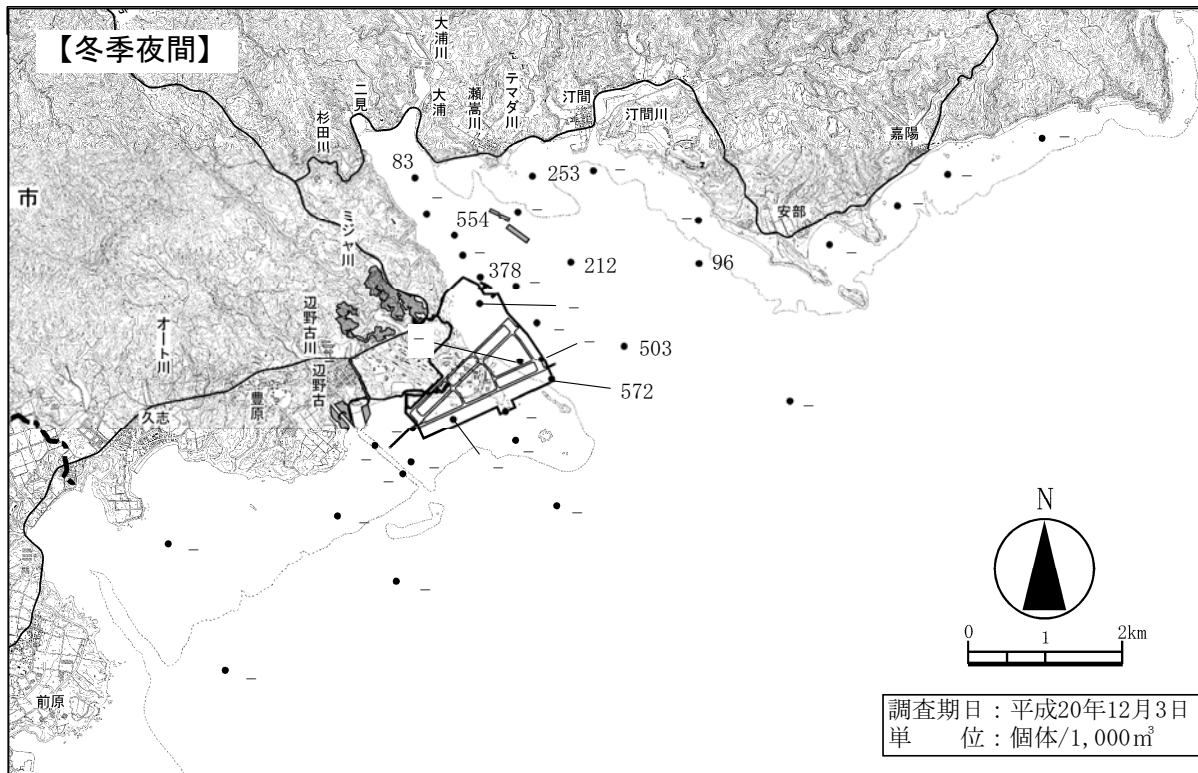 【冬季夜間】
大浦川
二見
杉田川
大浦
瀬嵩川
テマダ川
汀間
汀間川
嘉陽
安部
市
ミジャ川
辺野古川
辺野古
オート川
豊原
久志
前原
83
253
－
－
－
－
554
－
－
－
－
－
378
－
212
96
－
－
－
－
503
572
－
－
－
－
－
－
－
－
－
－
－
－
－
N
0 1 2km
調査期日：平成20年12月3日
単　　位：個体/1,000㎥